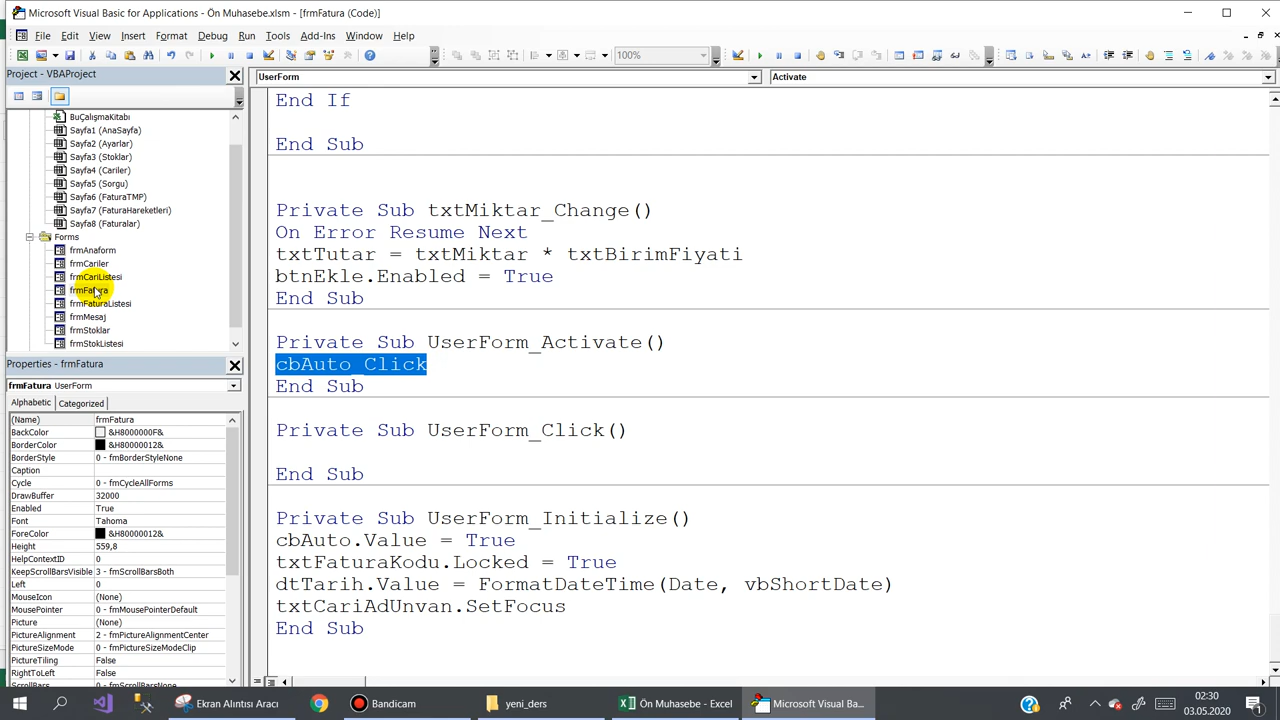 Microsoft Visual Basic for Applications - Ön Muhasebe.xlsm - [frmFatura (Code)]
File Edit View Insert Format Debug Run Tools Add-Ins Window Help
100%
Project - VBAProject
UserForm
Activate
BuÇalışmaKitabı
Sayfa1 (AnaSayfa)
Sayfa2 (Ayarlar)
Sayfa3 (Stoklar)
Sayfa4 (Cariler)
Sayfa5 (Sorgu)
Sayfa6 (FaturaTMP)
Sayfa7 (FaturaHareketleri)
Sayfa8 (Faturalar)
Forms
frmAnaform
frmCariler
frmCariListesi
frmFatura
frmFaturaListesi
frmMesaj
frmStoklar
frmStokListesi
Properties - frmFatura
frmFatura UserForm
Alphabetic Categorized
(Name) frmFatura
BackColor &H8000000F&
BorderColor &H80000012&
BorderStyle 0 - fmBorderStyleNone
Caption
Cycle 0 - fmCycleAllForms
DrawBuffer 32000
Enabled True
Font Tahoma
ForeColor &H80000012&
Height 559,8
HelpContextID 0
KeepScrollBarsVisible 3 - fmScrollBarsBoth
Left 0
MouseIcon (None)
MousePointer 0 - fmMousePointerDefault
Picture (None)
PictureAlignment 2 - fmPictureAlignmentCenter
PictureSizeMode 0 - fmPictureSizeModeClip
PictureTiling False
RightToLeft False
ScrollBars 0 - fmScrollBarsNone
End If
End Sub
Private Sub txtMiktar_Change()
On Error Resume Next
txtTutar = txtMiktar * txtBirimFiyati
btnEkle.Enabled = True
End Sub
Private Sub UserForm_Activate()
cbAuto_Click
End Sub
Private Sub UserForm_Click()
End Sub
Private Sub UserForm_Initialize()
cbAuto.Value = True
txtFaturaKodu.Locked = True
dtTarih.Value = FormatDateTime(Date, vbShortDate)
txtCariAdUnvan.SetFocus
End Sub
Ekran Alıntısı Aracı
Bandicam
yeni_ders
Ön Muhasebe - Excel
Microsoft Visual Ba...
02:30
03.05.2020
1